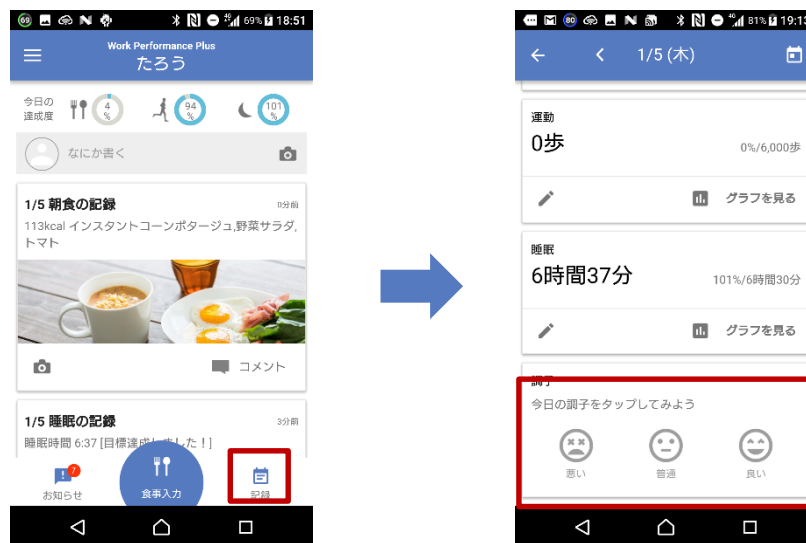 69
69% 18:51
Work Performance Plus
たろう
今日の
達成度
4
%
94
%
101
%
なにか書く
1/5 朝食の記録
0分前
113kcal インスタントコーンポタージュ,野菜サラダ,
トマト
コメント
1/5 睡眠の記録
3分前
睡眠時間 6:37 [目標達成しました！]
7
お知らせ
食事入力
記録
80
81% 19:13
1/5 (木)
運動
0歩
0%/6,000歩
グラフを見る
睡眠
6時間37分
101%/6時間30分
グラフを見る
調子
今日の調子をタップしてみよう
悪い
普通
良い